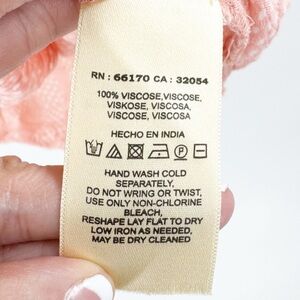 RN : 66170 CA : 32054
100% VISCOSE,VISCOSE,
VISKOSE, VISCOSA,
VISCOSE, VISCOSA
HECHO EN INDIA
HAND WASH COLD
SEPARATELY,
DO NOT WRING OR TWIST,
USE ONLY NON-CHLORINE
BLEACH,
RESHAPE LAY FLAT TO DRY
LOW IRON AS NEEDED,
MAY BE DRY CLEANED